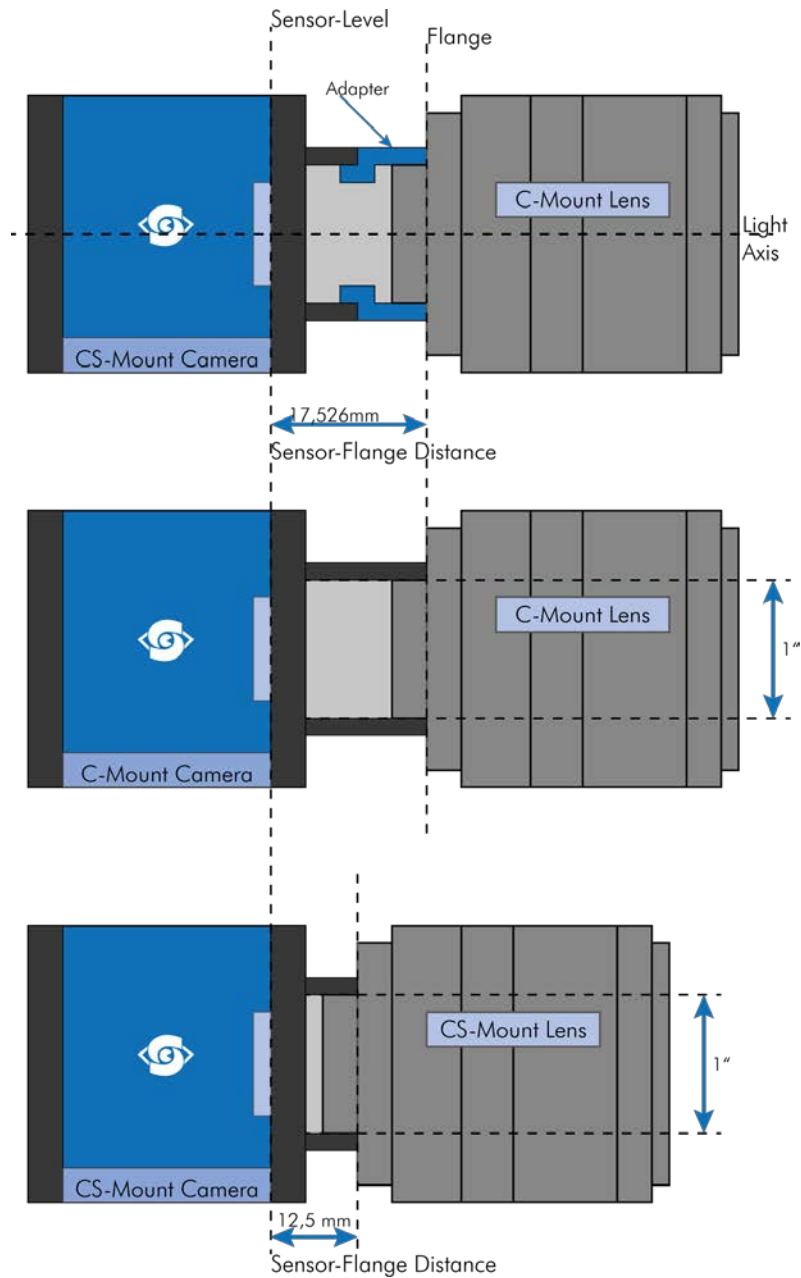 Sensor-Level
Flange
Adapter
C-Mount Lens
Light
Axis
CS-Mount Camera
17,526mm
Sensor-Flange Distance
C-Mount Lens
1“
C-Mount Camera
CS-Mount Lens
1“
CS-Mount Camera
12,5 mm
Sensor-Flange Distance